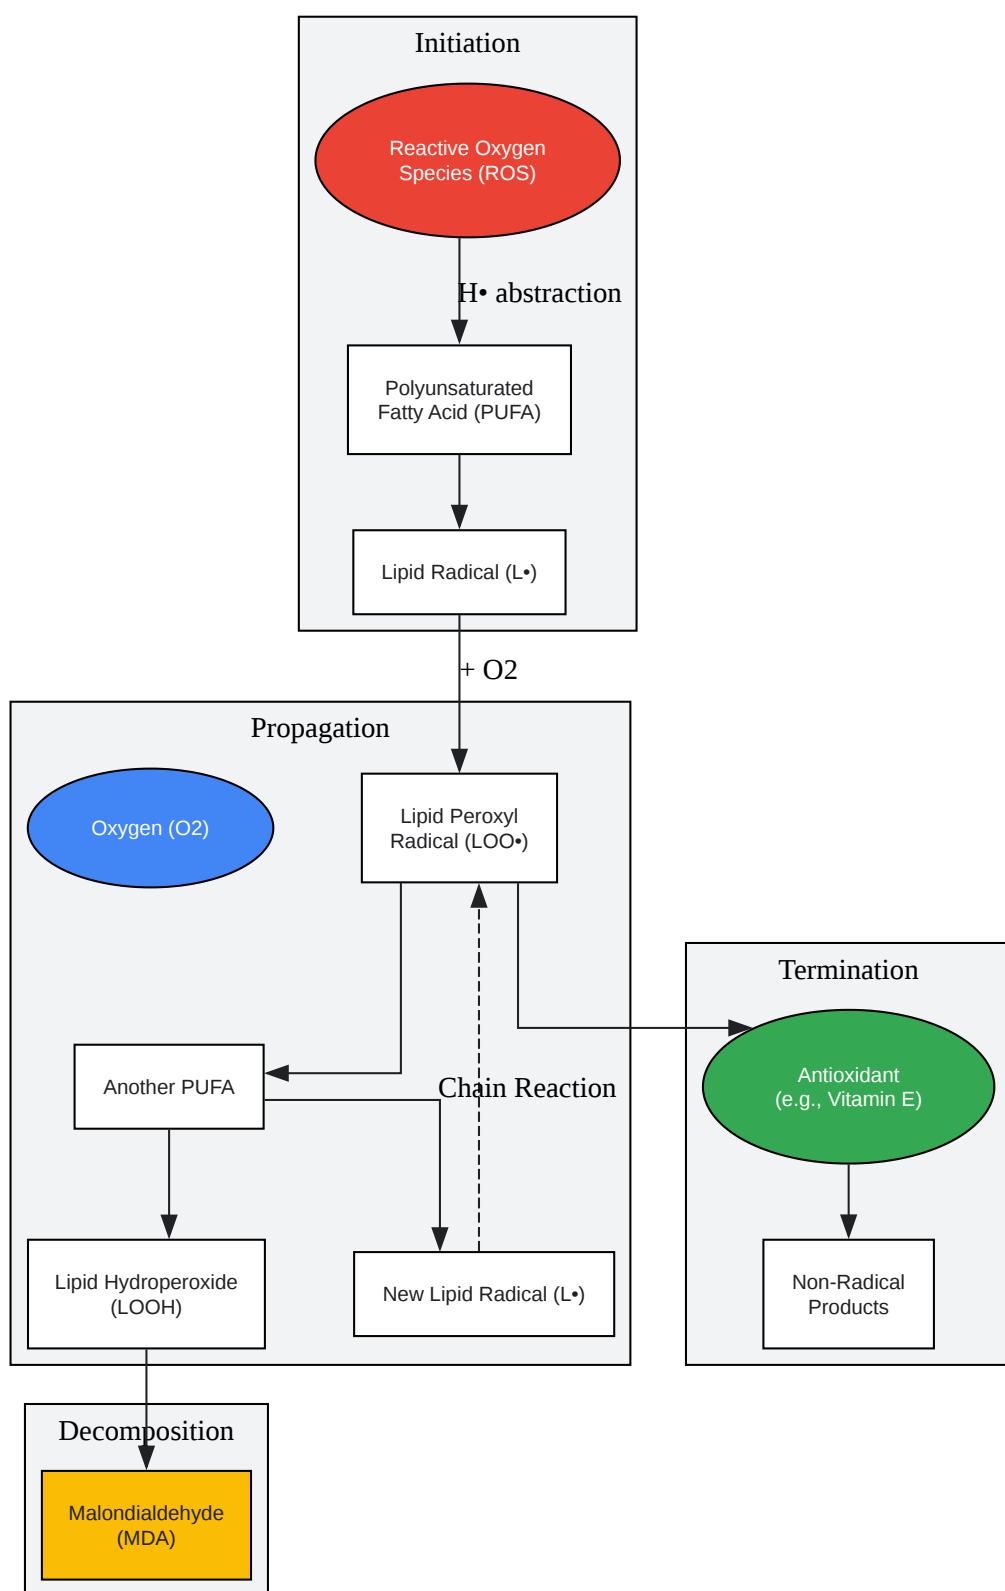 Initiation
Reactive Oxygen
Species (ROS)
H• abstraction
Polyunsaturated
Fatty Acid (PUFA)
Lipid Radical (L•)
+ O2
Propagation
Oxygen (O2)
Lipid Peroxyl
Radical (LOO•)
Termination
Antioxidant
(e.g., Vitamin E)
Another PUFA
Chain Reaction
Lipid Hydroperoxide
(LOOH)
New Lipid Radical (L•)
Non-Radical
Products
Decomposition
Malondialdehyde
(MDA)